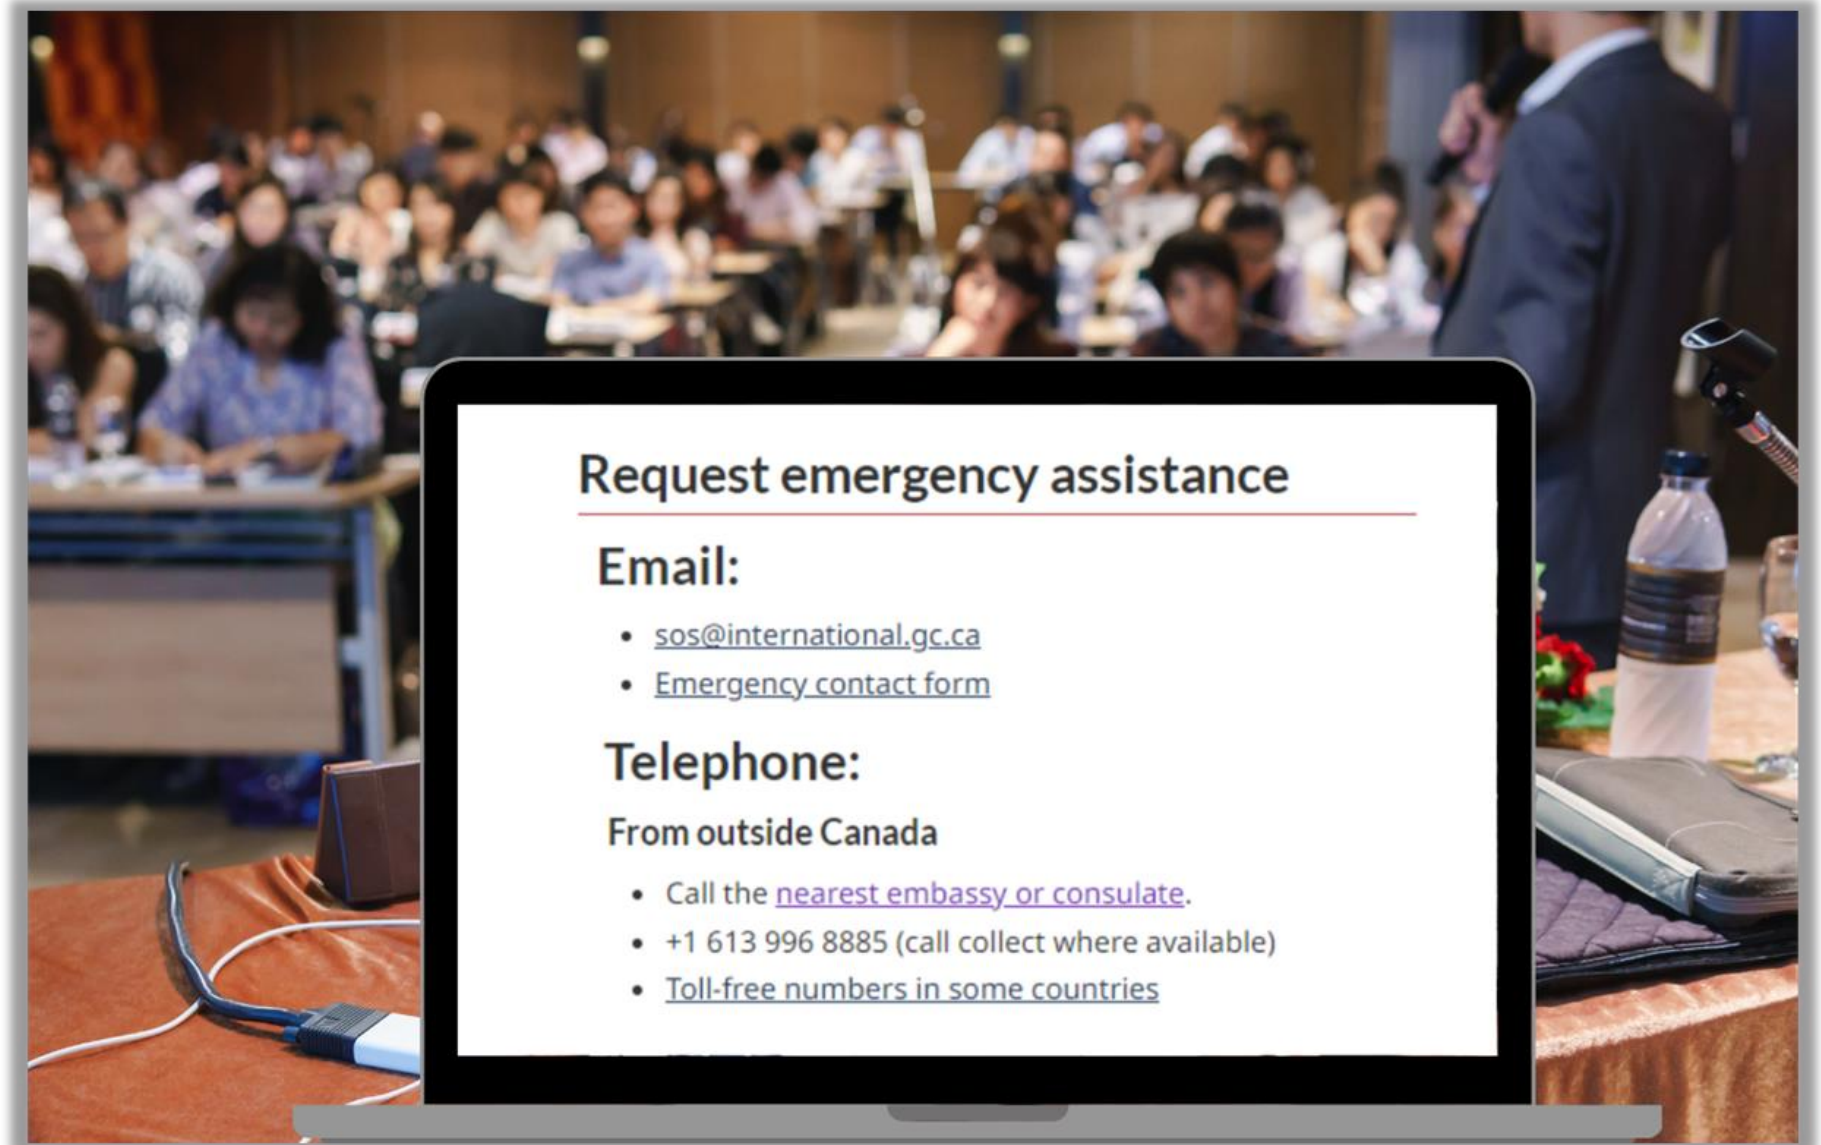 Request emergency assistance
Email:
sos@international.gc.ca
Emergency contact form
Telephone:
From outside Canada
Call the nearest embassy or consulate.
+1 613 996 8885 (call collect where available)
Toll-free numbers in some countries